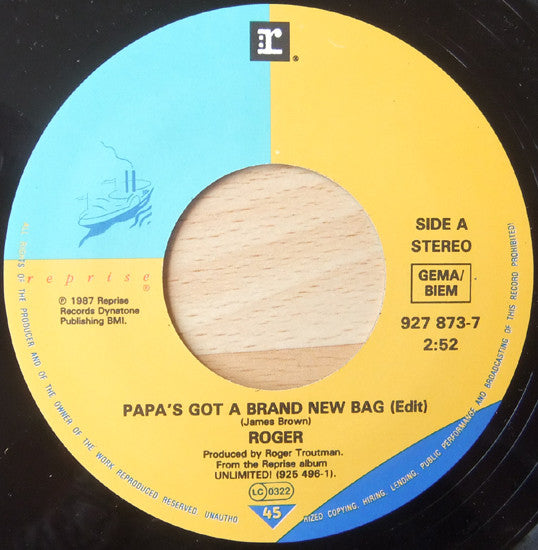 r
®
SIDE A
STEREO
GEMA/
BIEM
927 873-7
2:52
reprise
®
℗ 1987 Reprise
Records Dynatone
Publishing BMI.
PAPA'S GOT A BRAND NEW BAG (Edit)
(James Brown)
ROGER
Produced by Roger Troutman.
From the Reprise album
UNLIMITED! (925 496-1).
LC 0322
45
ALL RIGHTS OF THE PRODUCER AND OF THE OWNER OF THE WORK REPRODUCED RESERVED. UNAUTHO RIZED COPYING, HIRING, LENDING, PUBLIC PERFORMANCE AND BROADCASTING OF THIS RECORD PROHIBITED!